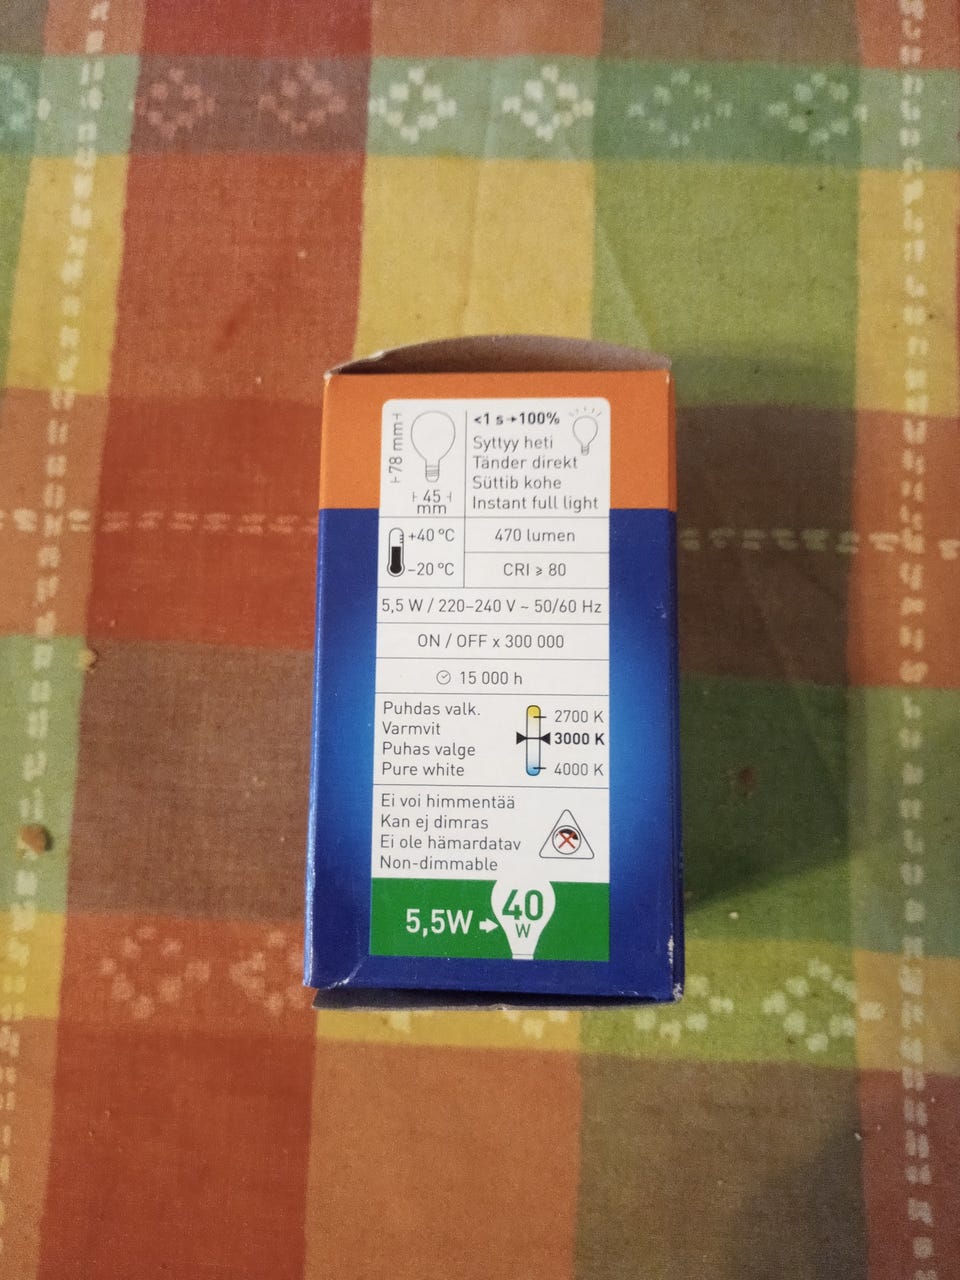 78 mm
45
mm
<1 s→100%
Syttyy heti
Tänder direkt
Süttib kohe
Instant full light
+40 °C
−20 °C
470 lumen
CRI ≥ 80
5,5 W / 220–240 V ~ 50/60 Hz
ON / OFF x 300 000
15 000 h
Puhdas valk.
Varmvit
Puhas valge
Pure white
2700 K
3000 K
4000 K
Ei voi himmentää
Kan ej dimras
Ei ole hämardatav
Non-dimmable
5,5W → 40
W